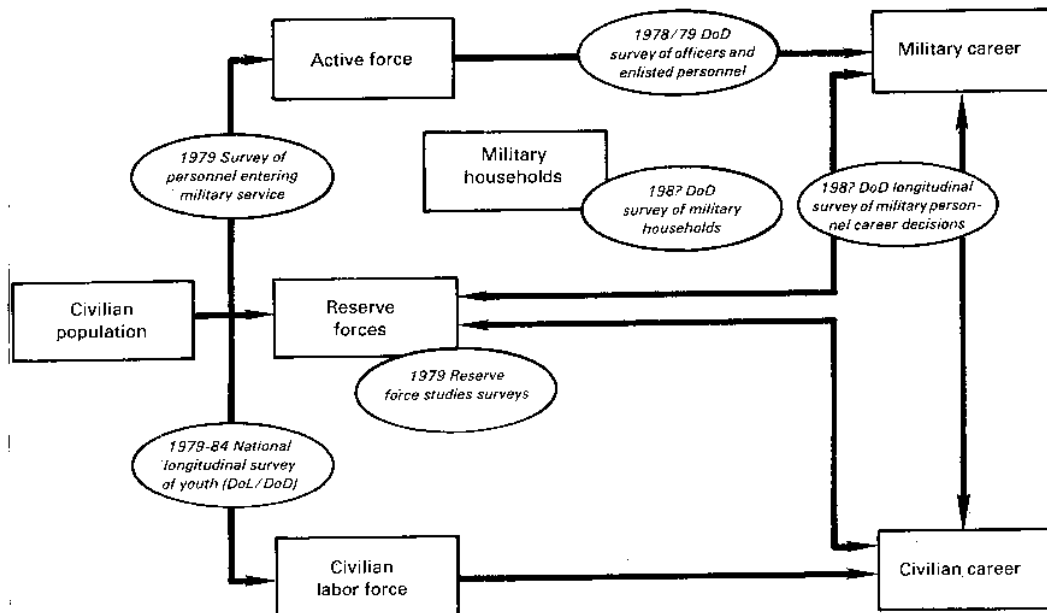 Active force
1978/79 DoD
survey of officers and
enlisted personnel
Military career
1979 Survey of
personnel entering
military service
Military
households
198? DoD
survey of military
households
198? DoD longitudinal
survey of military person-
nel career decisions
Civilian
population
Reserve
forces
1979 Reserve
force studies surveys
1979-84 National
longitudinal survey
of youth (DoL/DoD)
Civilian
labor force
Civilian career